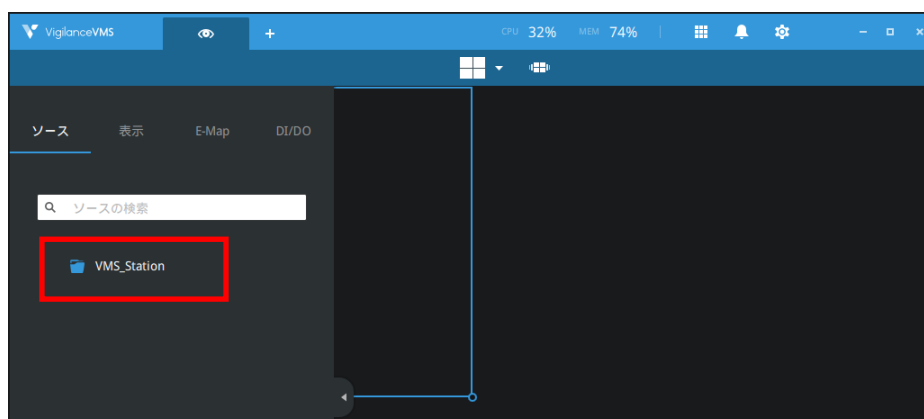 VigilanceVMS + CPU 32% MEM 74%
ソース 表示 E-Map DI/DO
ソースの検索
VMS_Station